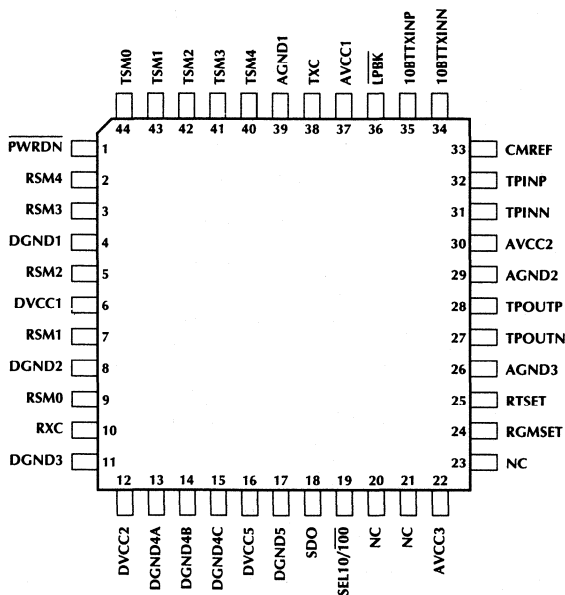 TSM0 TSM1 TSM2 TSM3 TSM4 AGND1 TXC AVCC1 L̅P̅B̅K̅ 10BTTXINP 10BTTXINN
44 43 42 41 40 39 38 37 36 35 34
P̅W̅R̅D̅N̅ 1
RSM4 2
RSM3 3
DGND1 4
RSM2 5
DVCC1 6
RSM1 7
DGND2 8
RSM0 9
RXC 10
DGND3 11
33 CMREF
32 TPINP
31 TPINN
30 AVCC2
29 AGND2
28 TPOUTP
27 TPOUTN
26 AGND3
25 RTSET
24 RGMSET
23 NC
12 13 14 15 16 17 18 19 20 21 22
DVCC2 DGND4A DGND4B DGND4C DVCC5 DGND5 SDO SEL10/1̅0̅0̅ NC NC AVCC3